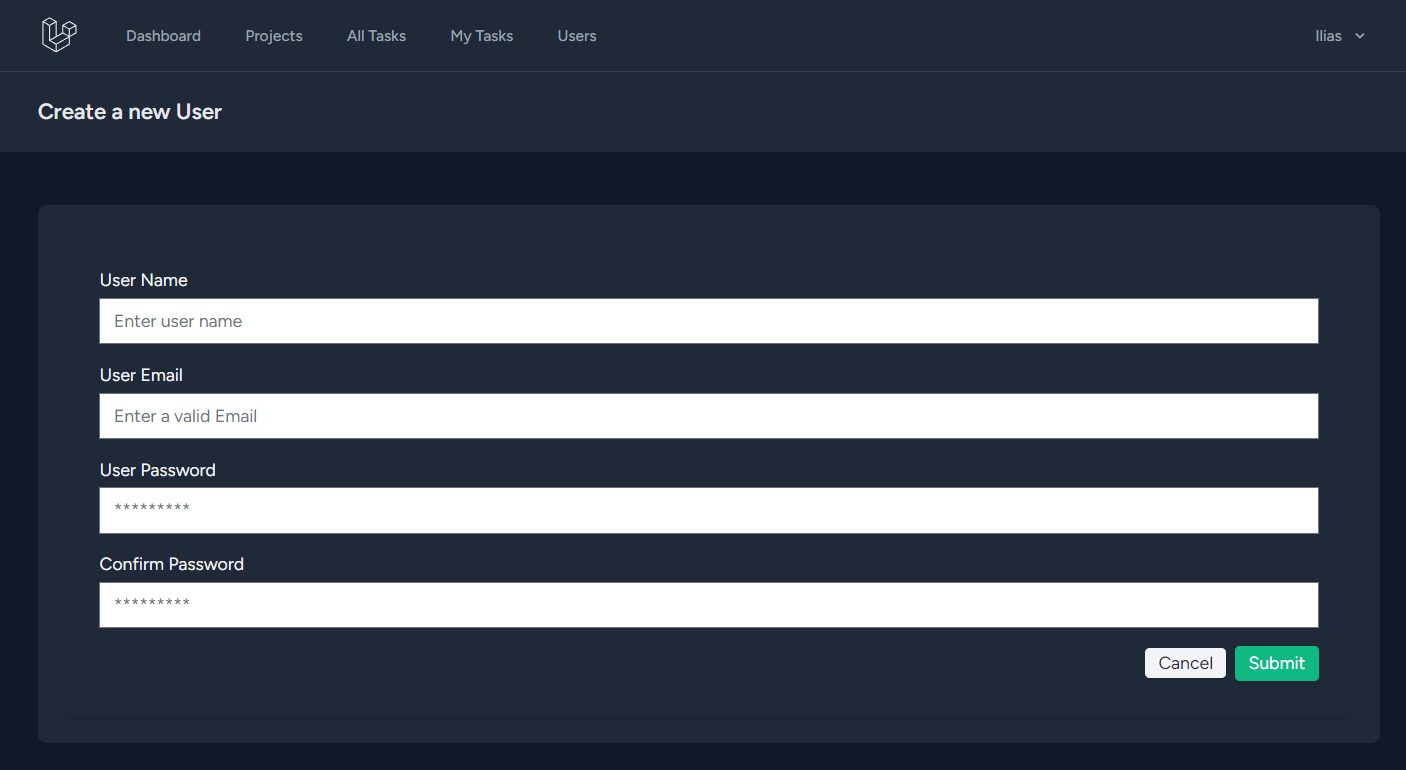 Dashboard Projects All Tasks My Tasks Users Ilias
Create a new User
User Name
Enter user name
User Email
Enter a valid Email
User Password
*********
Confirm Password
*********
Cancel Submit